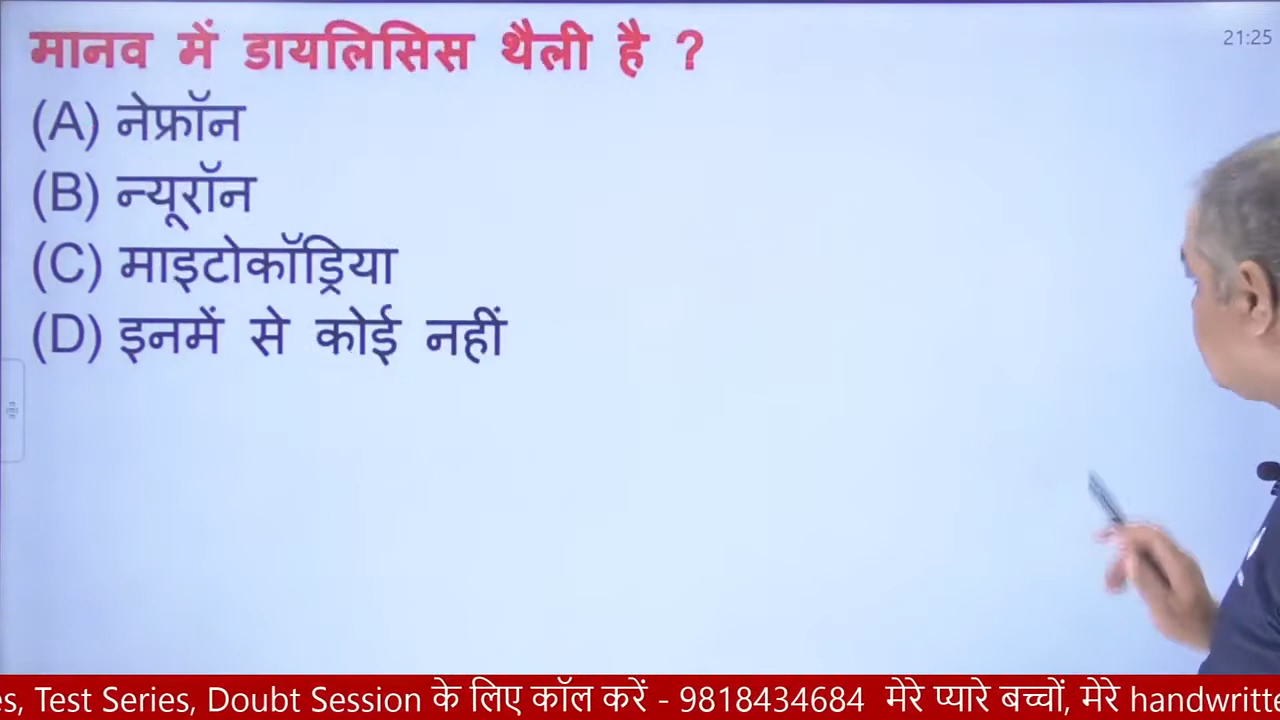 मानव में डायलिसिस थैली है ?
21:25
(A) नेफ्रॉन
(B) न्यूरॉन
(C) माइटोकॉड्रिया
(D) इनमें से कोई नहीं
es, Test Series, Doubt Session के लिए कॉल करें - 9818434684 मेरे प्यारे बच्चों, मेरे handwritte